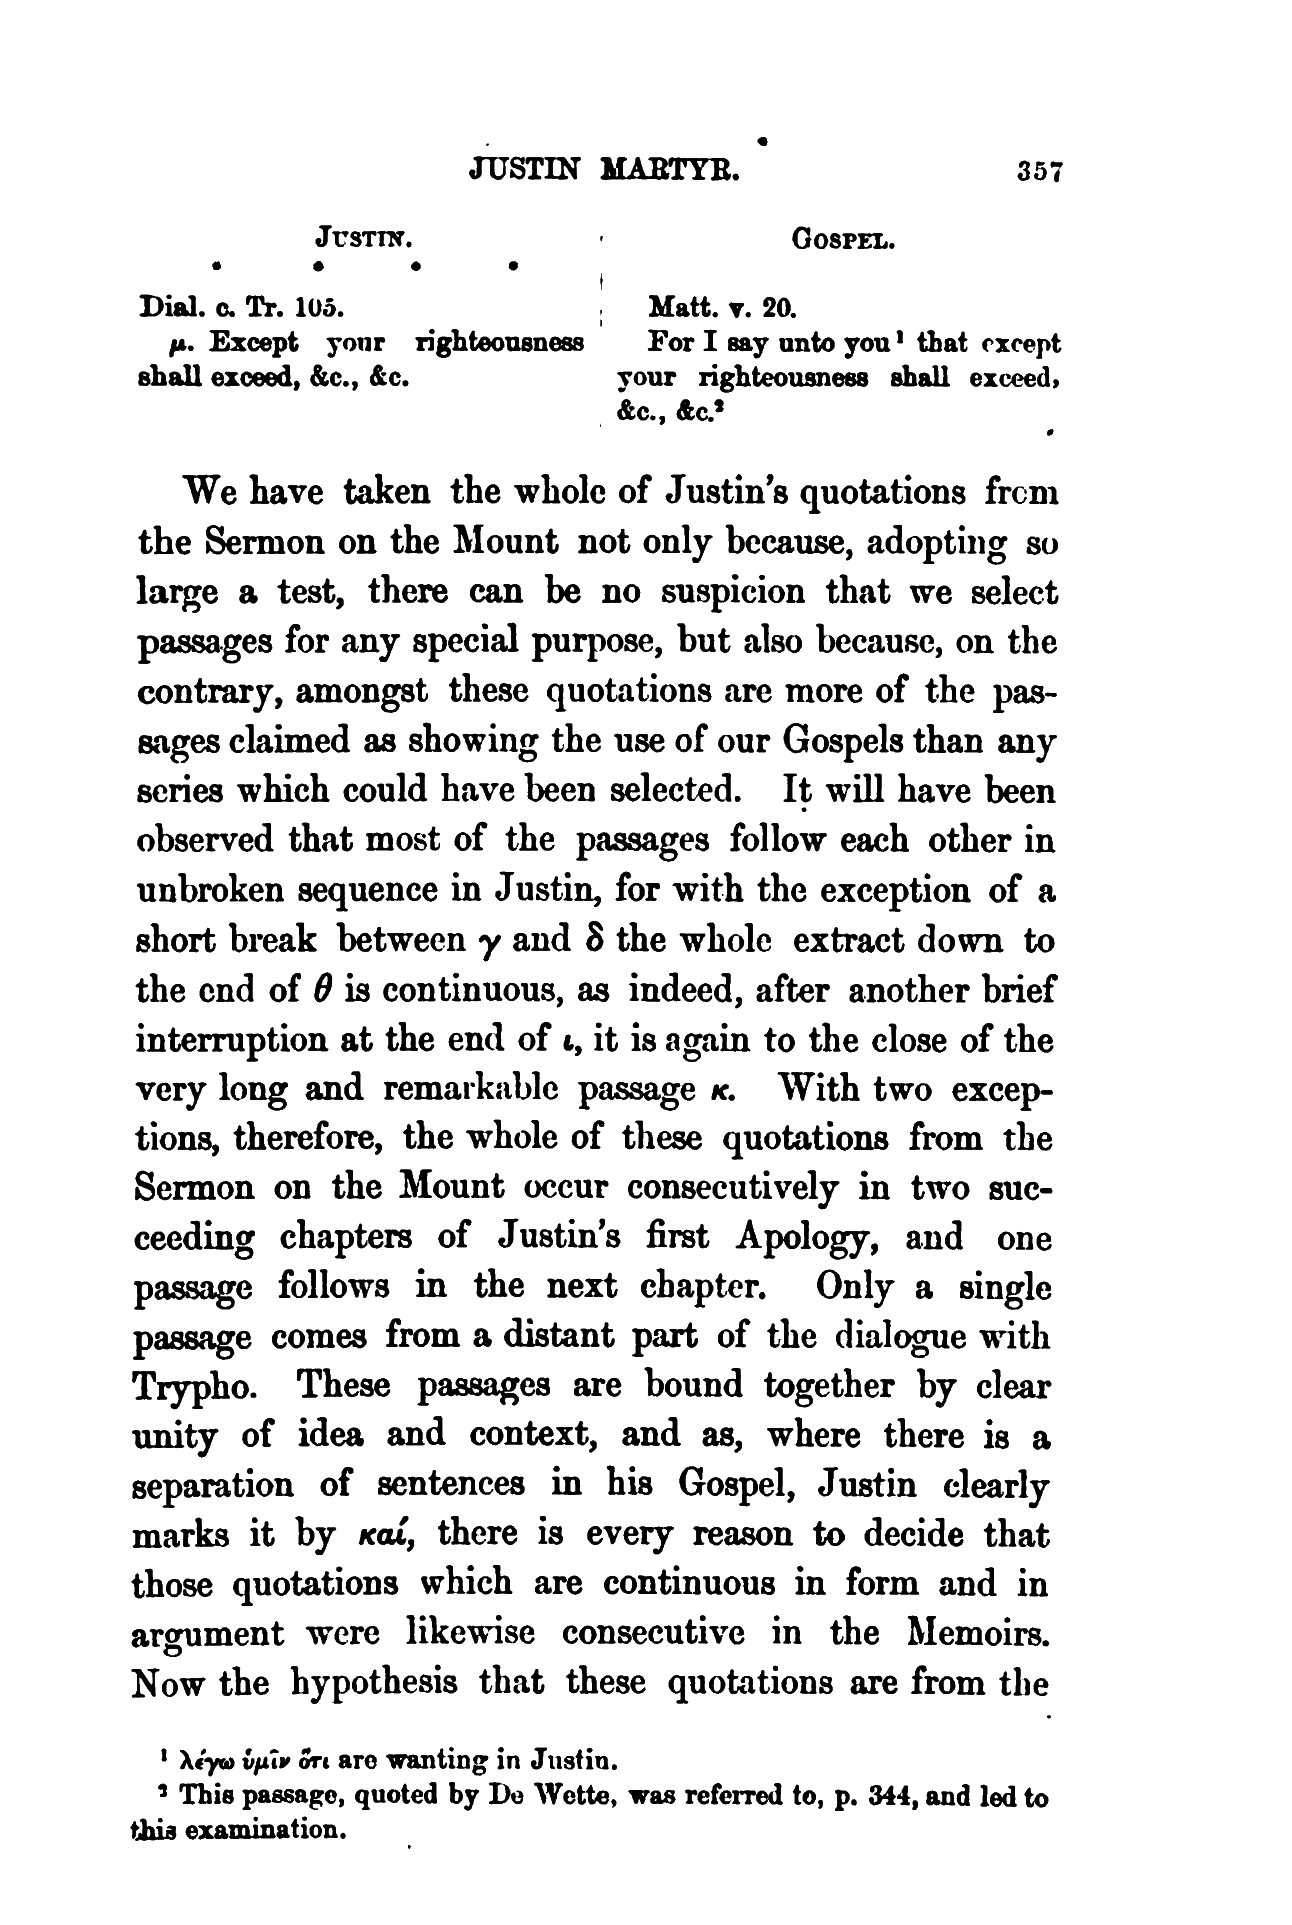 JUSTIN MARTYR. 357
JUSTIN.
GOSPEL.
Dial. c. Tr. 105.
μ. Except your righteousness
shall exceed, &c., &c.
Matt. v. 20.
For I say unto you¹ that except
your righteousness shall exceed,
&c., &c.²
We have taken the whole of Justin's quotations from
the Sermon on the Mount not only because, adopting so
large a test, there can be no suspicion that we select
passages for any special purpose, but also because, on the
contrary, amongst these quotations are more of the pas-
sages claimed as showing the use of our Gospels than any
series which could have been selected. It will have been
observed that most of the passages follow each other in
unbroken sequence in Justin, for with the exception of a
short break between γ and δ the whole extract down to
the end of θ is continuous, as indeed, after another brief
interruption at the end of ι, it is again to the close of the
very long and remarkable passage κ. With two excep-
tions, therefore, the whole of these quotations from the
Sermon on the Mount occur consecutively in two suc-
ceeding chapters of Justin's first Apology, and one
passage follows in the next chapter. Only a single
passage comes from a distant part of the dialogue with
Trypho. These passages are bound together by clear
unity of idea and context, and as, where there is a
separation of sentences in his Gospel, Justin clearly
marks it by καί, there is every reason to decide that
those quotations which are continuous in form and in
argument were likewise consecutive in the Memoirs.
Now the hypothesis that these quotations are from the
¹ λέγω ὑμῖν ὅτι are wanting in Justin.
² This passage, quoted by De Wette, was referred to, p. 344, and led to
this examination.